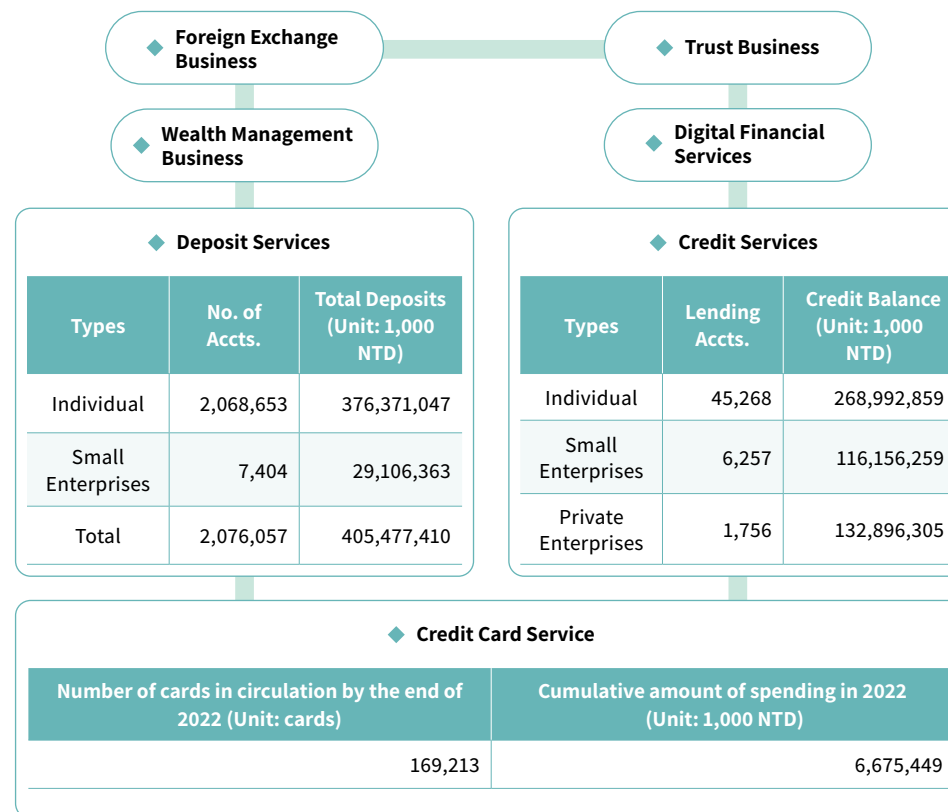 Foreign Exchange
Business
Trust Business
Wealth Management
Business
Digital Financial
Services
Deposit Services
Types
No. of
Accts.
Total Deposits
(Unit: 1,000
NTD)
Individual
2,068,653
376,371,047
Small
Enterprises
7,404
29,106,363
Total
2,076,057
405,477,410
Credit Services
Types
Lending
Accts.
Credit Balance
(Unit: 1,000
NTD)
Individual
45,268
268,992,859
Small
Enterprises
6,257
116,156,259
Private
Enterprises
1,756
132,896,305
Credit Card Service
Number of cards in circulation by the end of
2022 (Unit: cards)
Cumulative amount of spending in 2022
(Unit: 1,000 NTD)
169,213
6,675,449